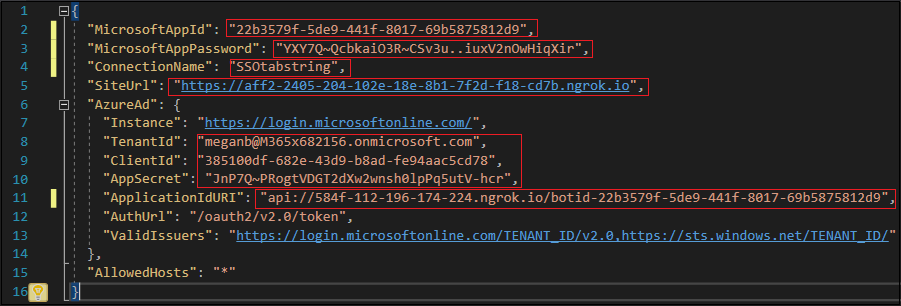 1 {
2 "MicrosoftAppId": "22b3579f-5de9-441f-8017-69b5875812d9",
3 "MicrosoftAppPassword": "YXY7Q~QcbkaiO3R~CSv3u..iuxV2nOwHiqXir",
4 "ConnectionName": "SSOtabstring",
5 "SiteUrl": "https://aff2-2405-204-102e-18e-8b1-7f2d-f18-cd7b.ngrok.io",
6 "AzureAd": {
7 "Instance": "https://login.microsoftonline.com/",
8 "TenantId": "meganb@M365x682156.onmicrosoft.com",
9 "ClientId": "385100df-682e-43d9-b8ad-fe94aac5cd78",
10 "AppSecret": "JnP7Q~PRogtVDGT2dXw2wnsh0lpPq5utV-hcr",
11 "ApplicationIdURI": "api://584f-112-196-174-224.ngrok.io/botid-22b3579f-5de9-441f-8017-69b5875812d9",
12 "AuthUrl": "/oauth2/v2.0/token",
13 "ValidIssuers": "https://login.microsoftonline.com/TENANT_ID/v2.0,https://sts.windows.net/TENANT_ID/"
14 },
15 "AllowedHosts": "*"
16 }